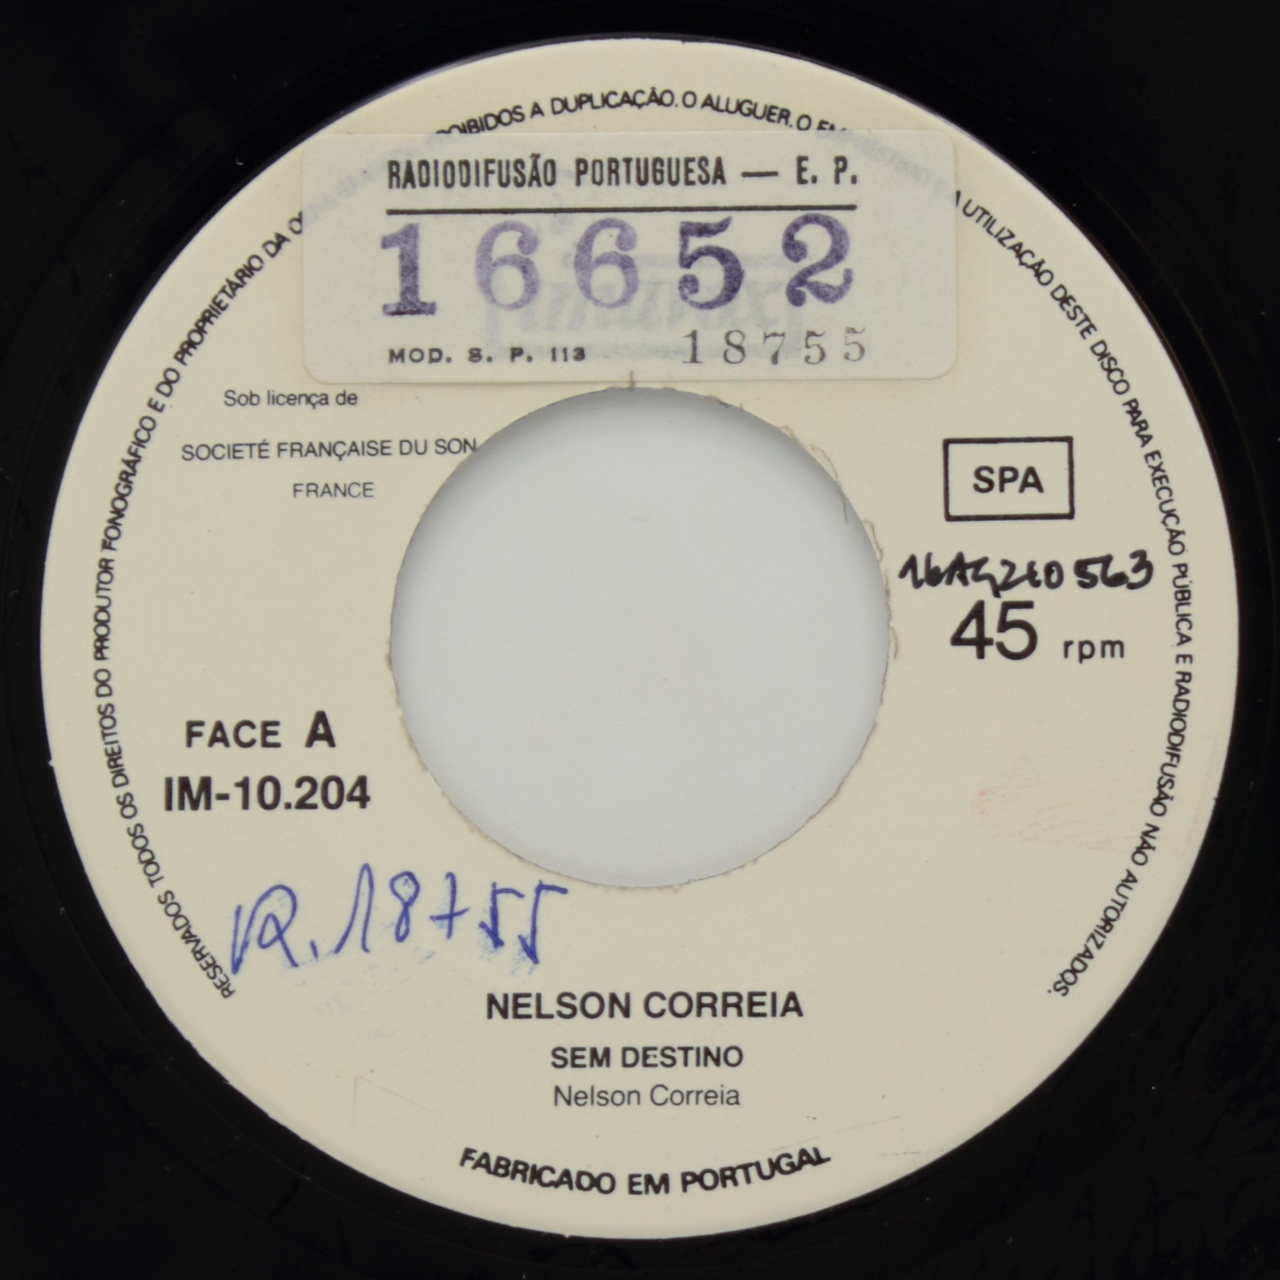 RESERVADOS TODOS OS DIREITOS DO PRODUTOR FONOGRÁFICO E DO PROPRIETÁRIO DA
PROIBIDOS A DUPLICAÇÃO. O ALUGUER. O
A UTILIZAÇÃO DESTE DISCO PARA EXECUÇÃO PÚBLICA E RADIODIFUSÃO NÃO AUTORIZADOS.
RADIODIFUSÃO PORTUGUESA — E. P.
16652
MOD. S. P. 113
18755
Sob licença de
SOCIETÉ FRANÇAISE DU SON
FRANCE
SPA
45 rpm
FACE A
IM-10.204
R. 18755
NELSON CORREIA
SEM DESTINO
Nelson Correia
FABRICADO EM PORTUGAL